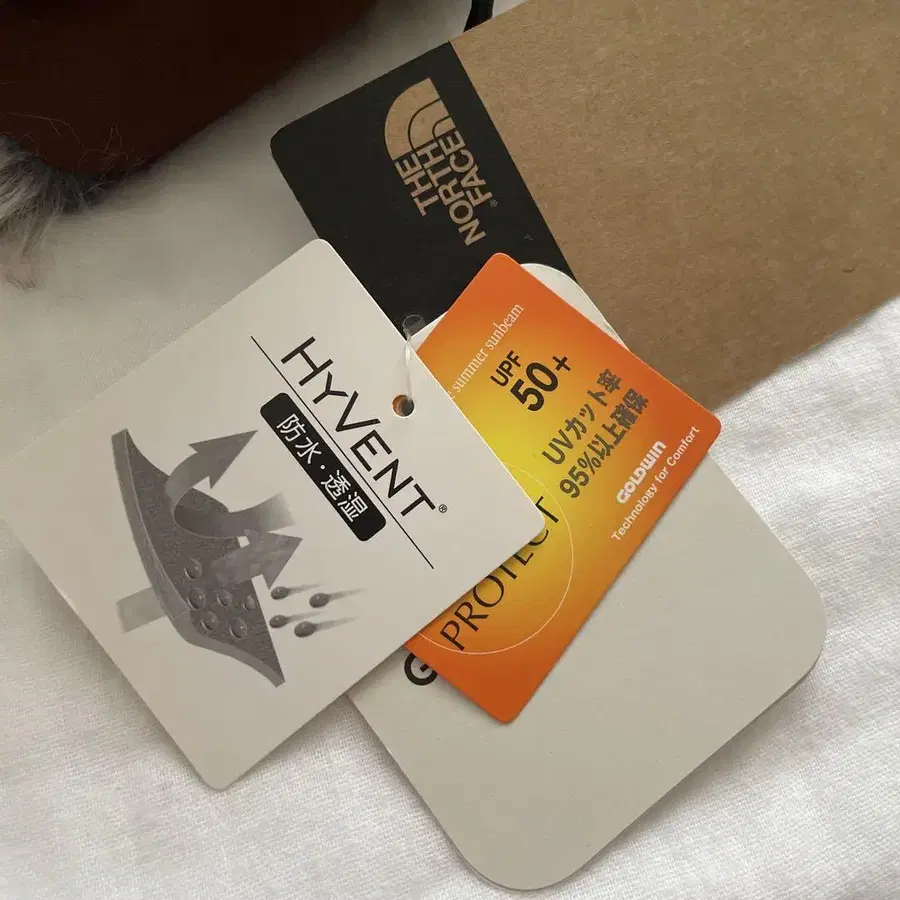 THE
NORTH
FACE®
HYVENT®
防水・透湿
summer sunbeam
UPF
50+
UVカット率
95%以上確保
GOLDWIN
Technology for Comfort
PROTECT
G